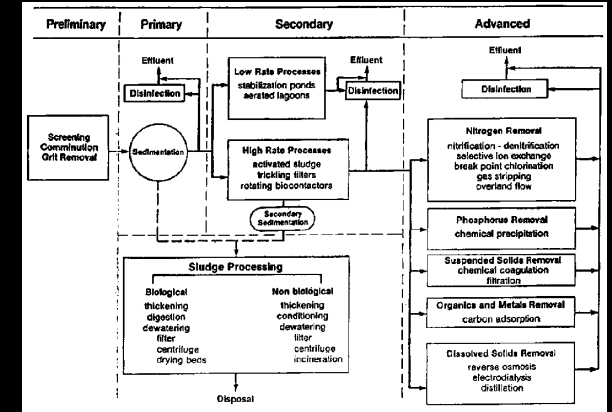 Preliminary
Primary
Secondary
Advanced
Effluent
Disinfection
Low Rate Processes
stabilization ponds
aerated lagoons
Effluent
Disinfection
Effluent
Disinfection
Screening
Comminution
Grit Removal
Sedimentation
High Rate Processes
activated sludge
trickling filters
rotating biocontactors
Secondary
Sedimentation
Nitrogen Removal
nitrification - denitrification
selective ion exchange
break point chlorination
gas stripping
overland flow
Phosphorus Removal
chemical precipitation
Suspended Solids Removal
chemical coagulation
filtration
Organics and Metals Removal
carbon adsorption
Dissolved Solids Removal
reverse osmosis
electrodialysis
distillation
Sludge Processing
Biological
thickening
digestion
dewatering
filter
centrifuge
drying beds
Non biological
thickening
conditioning
dewatering
filter
centrifuge
incineration
Disposal